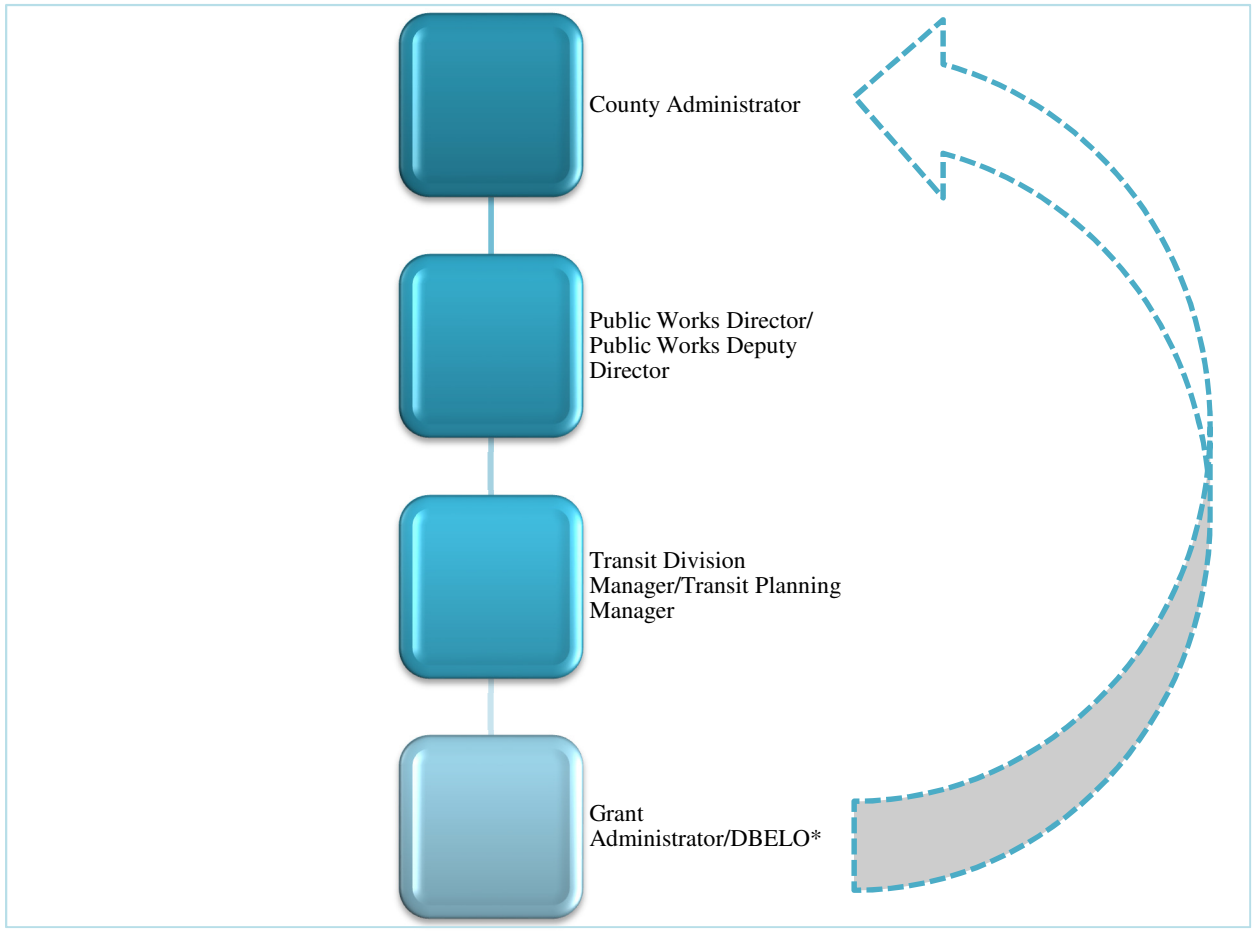 County Administrator
Public Works Director/
Public Works Deputy
Director
Transit Division
Manager/Transit Planning
Manager
Grant
Administrator/DBELO*